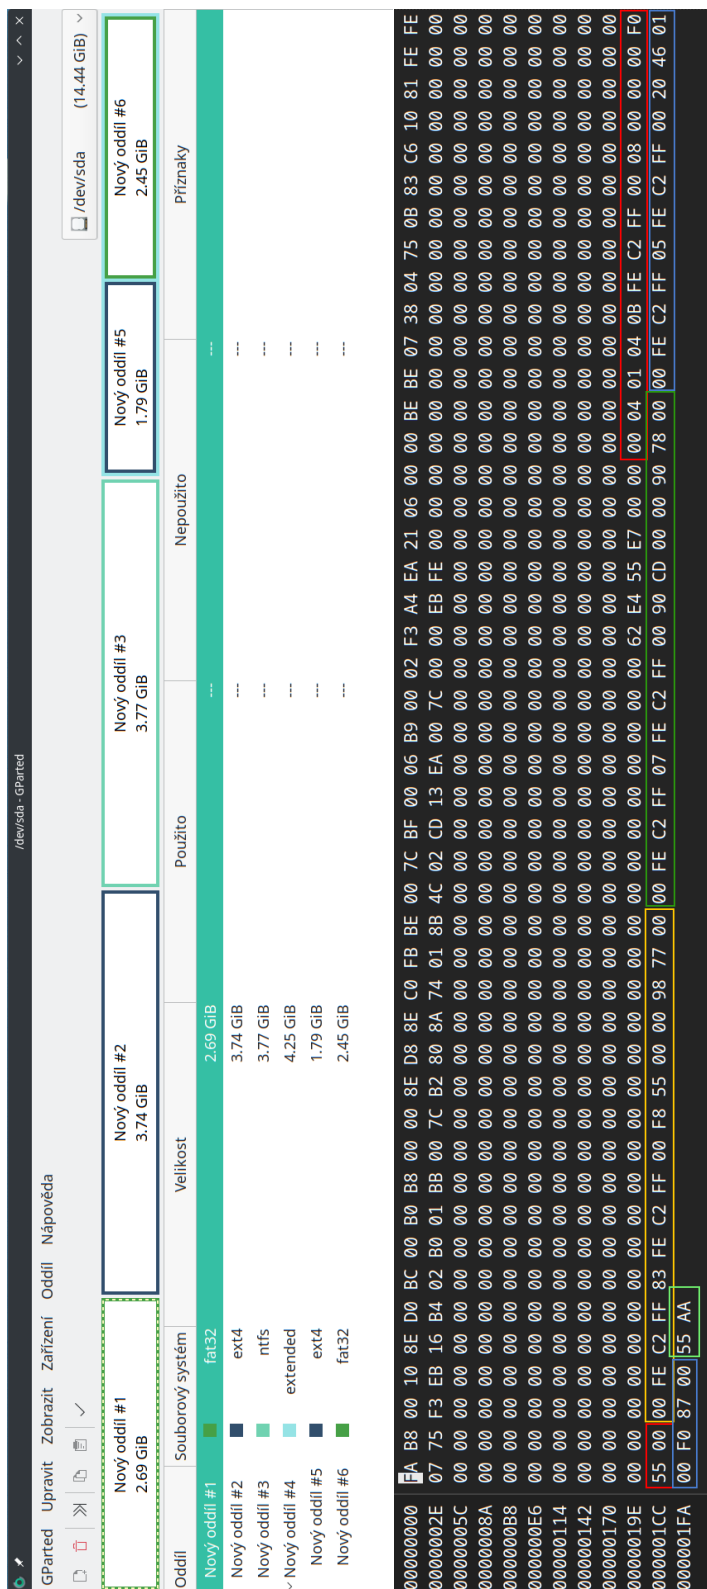 /dev/sda - GParted
GParted Upravit Zobrazit Zařízení Oddíl Nápověda
/dev/sda (14.44 GiB)
Nový oddíl #1
2.69 GiB
Nový oddíl #2
3.74 GiB
Nový oddíl #3
3.77 GiB
Nový oddíl #5
1.79 GiB
Nový oddíl #6
2.45 GiB
Oddíl Souborový systém Velikost Použito Nepoužito Příznaky
Nový oddíl #1 fat32 2.69 GiB --- ---
Nový oddíl #2 ext4 3.74 GiB --- ---
Nový oddíl #3 ntfs 3.77 GiB --- ---
Nový oddíl #4 extended 4.25 GiB --- ---
Nový oddíl #5 ext4 1.79 GiB --- ---
Nový oddíl #6 fat32 2.45 GiB --- ---
00000000 FA B8 00 10 8E D0 BC 00 B0 B8 00 00 8E D8 8E C0 FB BE 00 7C BF 00 06 B9 00 02 F3 A4 EA 21 06 00 00 BE BE 07 38 04 75 0B 83 C6 10 81 FE FE
0000002E 07 75 F3 EB 16 B4 02 B0 01 BB 00 7C B2 80 8A 74 01 8B 4C 02 CD 13 EA 00 7C 00 00 EB FE 00 00 00 00 00 00 00 00 00 00 00 00 00 00 00 00 00
0000005C 00 00 00 00 00 00 00 00 00 00 00 00 00 00 00 00 00 00 00 00 00 00 00 00 00 00 00 00 00 00 00 00 00 00 00 00 00 00 00 00 00 00 00 00 00 00
0000008A 00 00 00 00 00 00 00 00 00 00 00 00 00 00 00 00 00 00 00 00 00 00 00 00 00 00 00 00 00 00 00 00 00 00 00 00 00 00 00 00 00 00 00 00 00 00
000000B8 00 00 00 00 00 00 00 00 00 00 00 00 00 00 00 00 00 00 00 00 00 00 00 00 00 00 00 00 00 00 00 00 00 00 00 00 00 00 00 00 00 00 00 00 00 00
000000E6 00 00 00 00 00 00 00 00 00 00 00 00 00 00 00 00 00 00 00 00 00 00 00 00 00 00 00 00 00 00 00 00 00 00 00 00 00 00 00 00 00 00 00 00 00 00
00000114 00 00 00 00 00 00 00 00 00 00 00 00 00 00 00 00 00 00 00 00 00 00 00 00 00 00 00 00 00 00 00 00 00 00 00 00 00 00 00 00 00 00 00 00 00 00
00000142 00 00 00 00 00 00 00 00 00 00 00 00 00 00 00 00 00 00 00 00 00 00 00 00 00 00 00 00 00 00 00 00 00 00 00 00 00 00 00 00 00 00 00 00 00 00
00000170 00 00 00 00 00 00 00 00 00 00 00 00 00 00 00 00 00 00 00 00 00 00 00 00 00 00 00 00 00 00 00 00 00 00 00 00 00 00 00 00 00 00 00 00 00 00
0000019E 00 00 00 00 00 00 00 00 00 00 00 00 00 00 00 00 00 00 00 00 00 00 00 00 00 00 62 E4 55 E7 00 00 00 04 01 04 0B FE C2 FF 00 08 00 00 00 F0
000001CC 55 00 00 FE C2 FF 83 FE C2 FF 00 F8 55 00 00 98 77 00 00 FE C2 FF 07 FE C2 FF 00 90 CD 00 00 90 78 00 00 FE C2 FF 05 FE C2 FF 00 20 46 01
000001FA 00 F0 87 00 55 AA